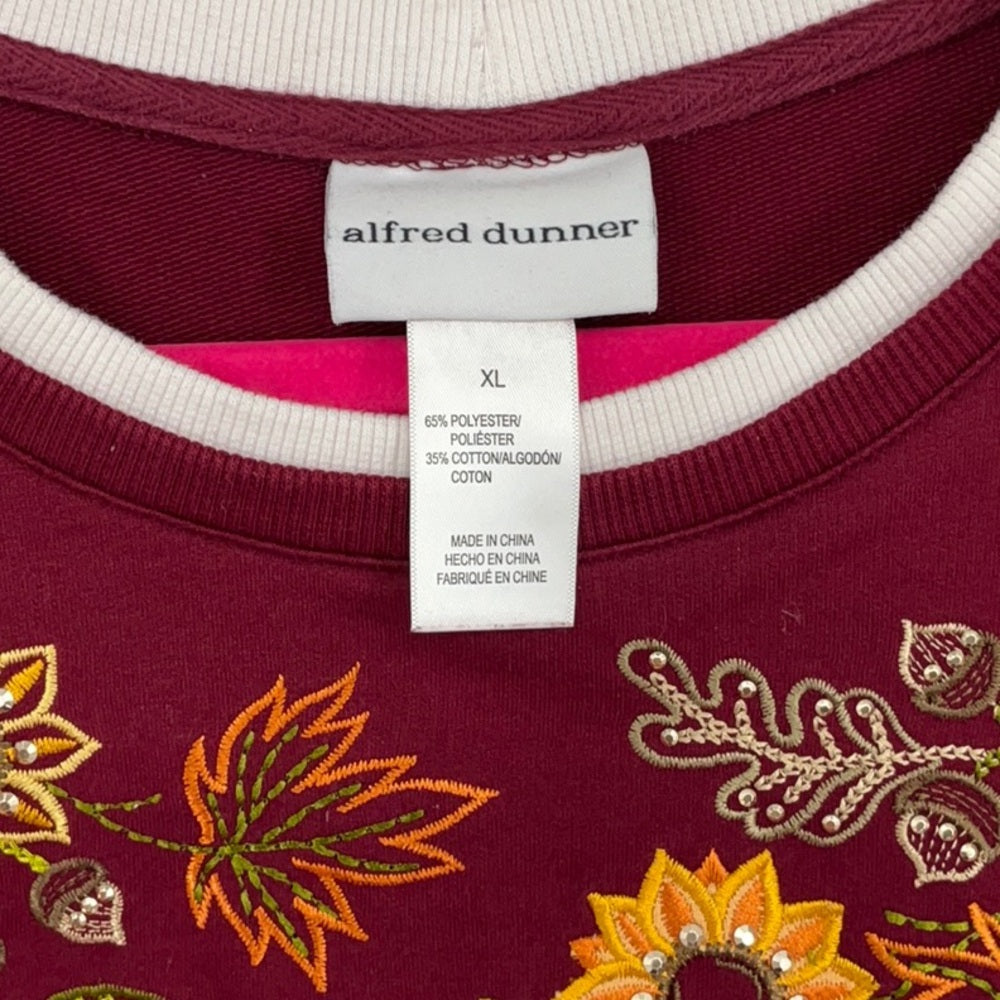 alfred dunner
XL
65% POLYESTER/
POLIÉSTER
35% COTTON/ALGODÓN/
COTON
MADE IN CHINA
HECHO EN CHINA
FABRIQUÉ EN CHINE